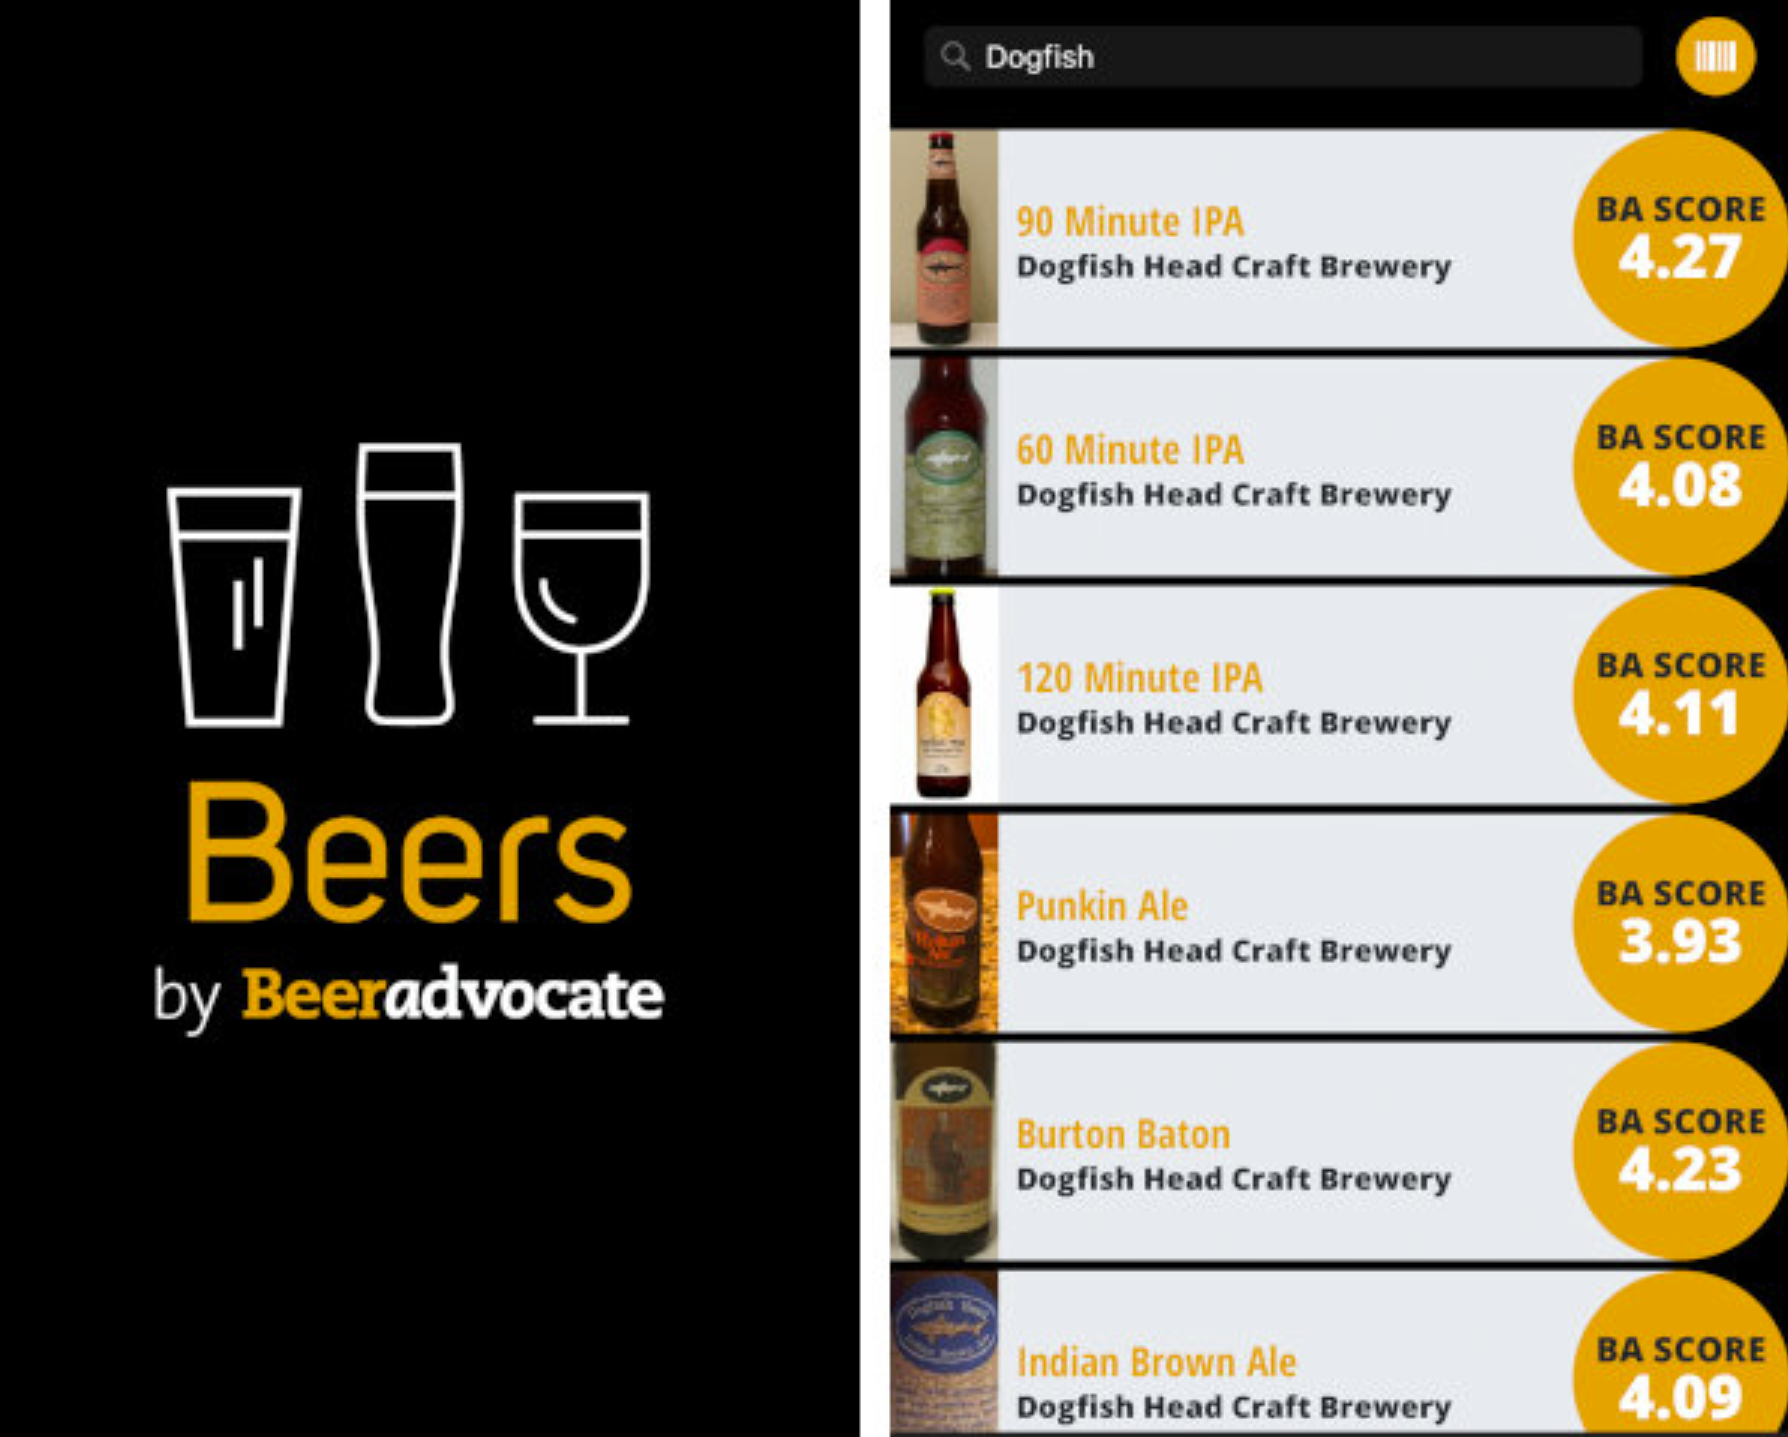 Beers
by Beeradvocate
Dogfish
90 Minute IPA
Dogfish Head Craft Brewery
BA SCORE
4.27
60 Minute IPA
Dogfish Head Craft Brewery
BA SCORE
4.08
120 Minute IPA
Dogfish Head Craft Brewery
BA SCORE
4.11
Punkin Ale
Dogfish Head Craft Brewery
BA SCORE
3.93
Burton Baton
Dogfish Head Craft Brewery
BA SCORE
4.23
Dogfish Head
Indian Brown Ale
Dogfish Head Craft Brewery
BA SCORE
4.09